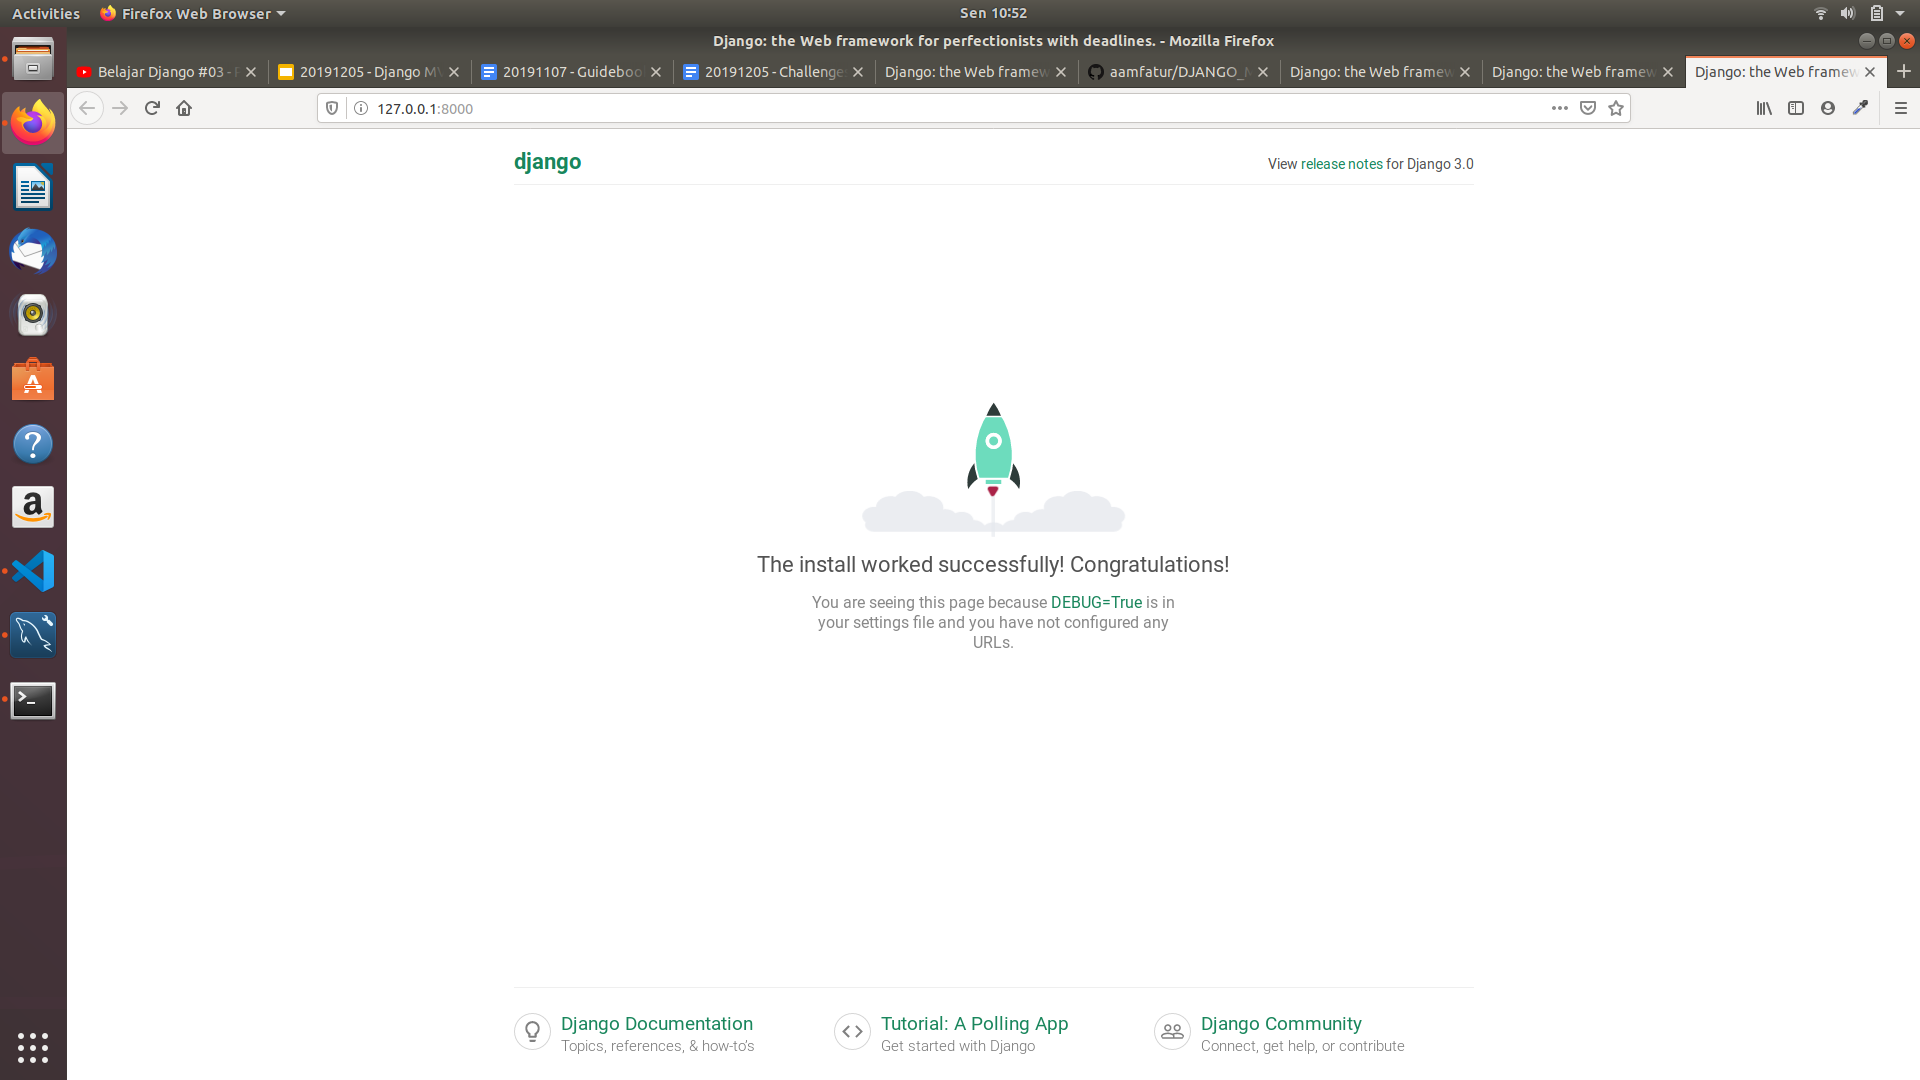 Activities
Firefox Web Browser
Sen 10:52
Django: the Web framework for perfectionists with deadlines. - Mozilla Firefox
Belajar Django #03 -
20191205 - Django
20191107 - Guideboo
20191205 - Challenge
Django: the Web framew
aamfatur/DJANGO_
Django: the Web framew
Django: the Web framew
Django: the Web framew
127.0.0.1:8000
django
View release notes for Django 3.0
The install worked successfully! Congratulations!
You are seeing this page because DEBUG=True is in
your settings file and you have not configured any
URLs.
Django Documentation
Topics, references, & how-to's
Tutorial: A Polling App
Get started with Django
Django Community
Connect, get help, or contribute